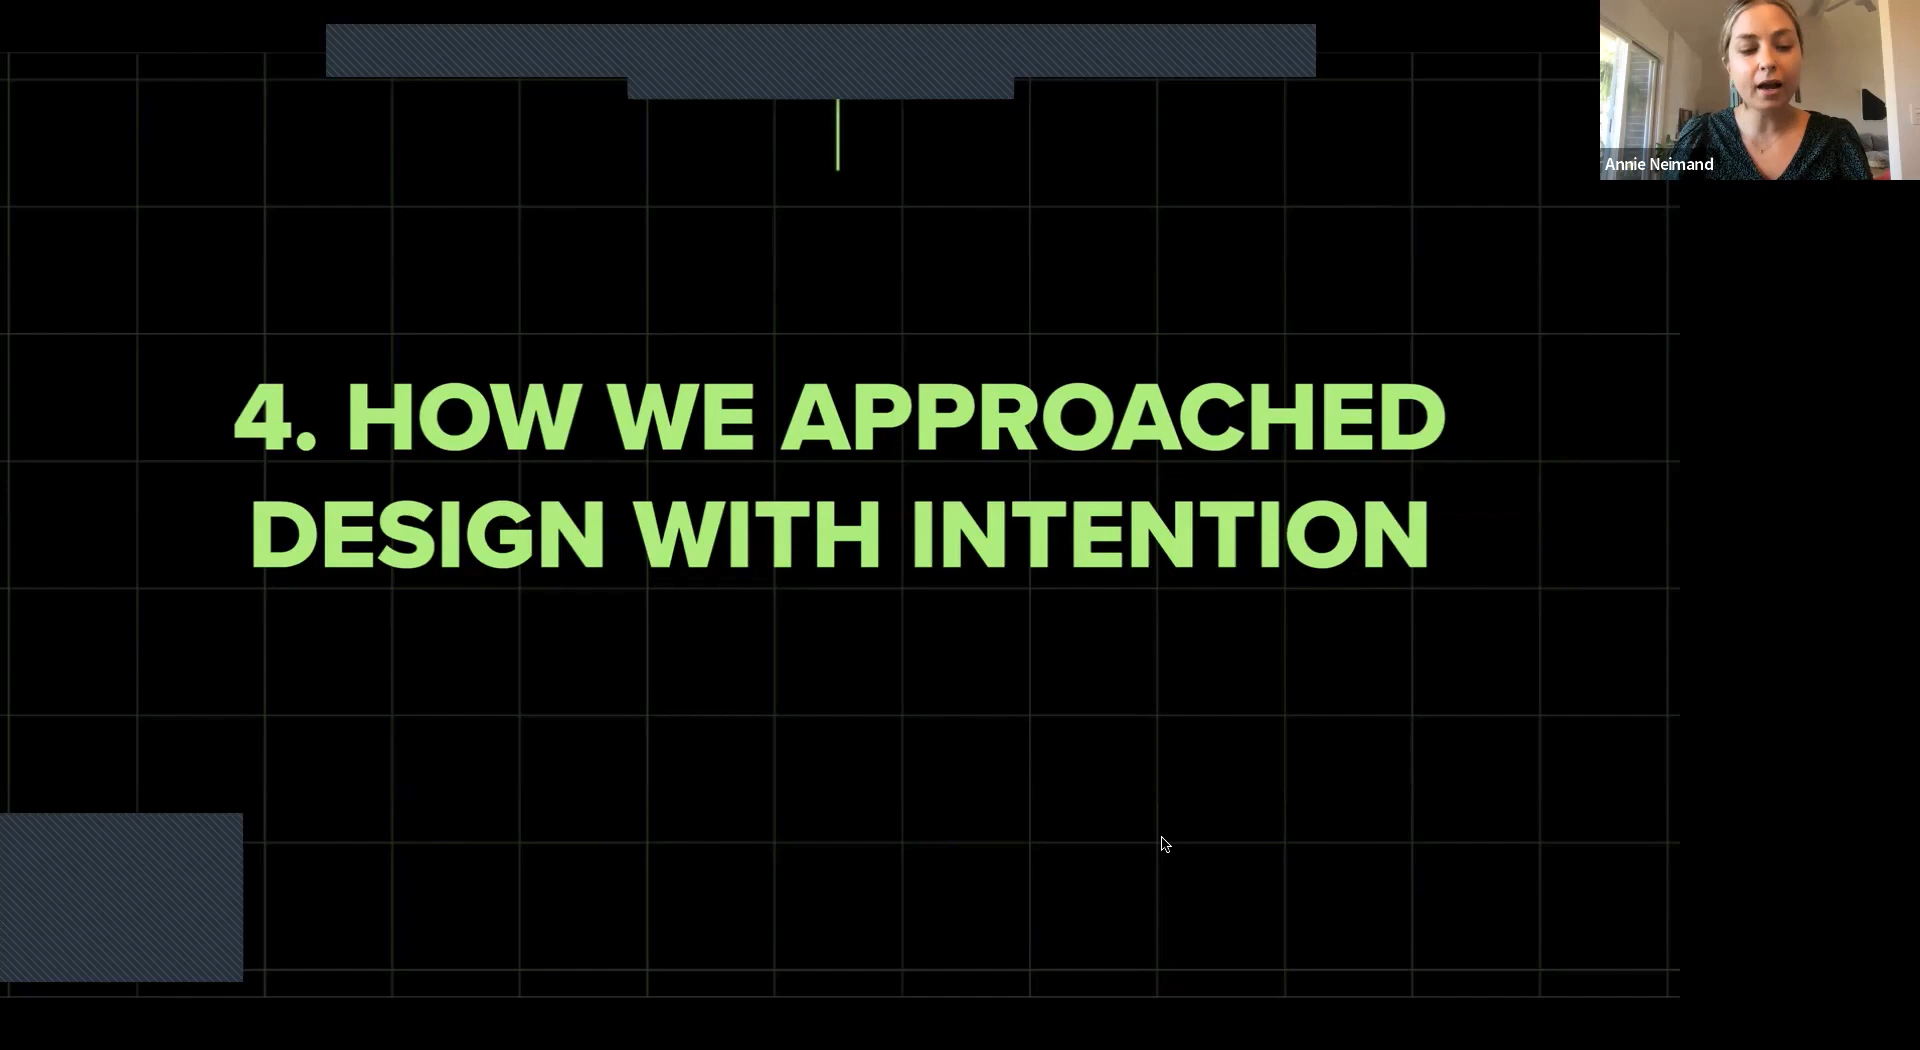 Annie Neimand
4. HOW WE APPROACHED
DESIGN WITH INTENTION